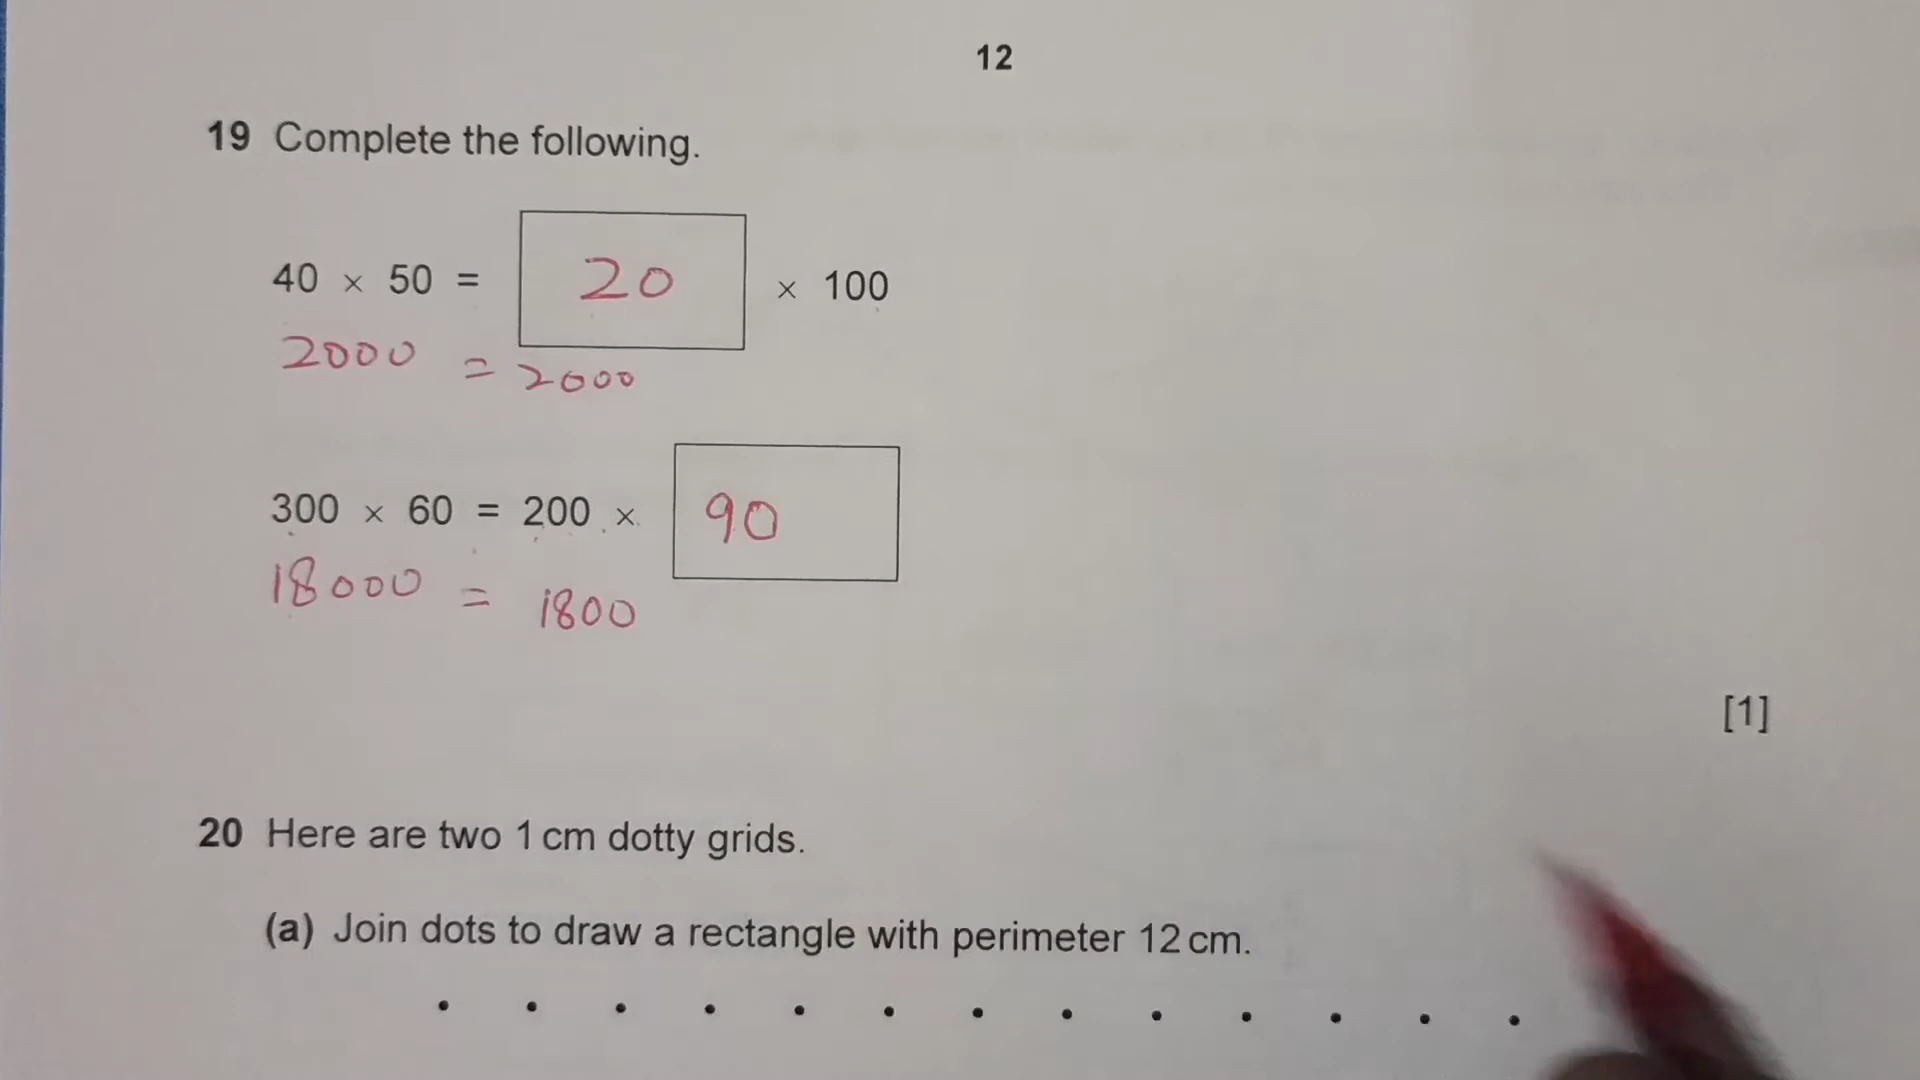 12
19 Complete the following.
40 × 50 = 20 × 100
2000 = 2000
300 × 60 = 200 × 90
18000 = 1800
[1]
20 Here are two 1 cm dotty grids.
(a) Join dots to draw a rectangle with perimeter 12 cm.